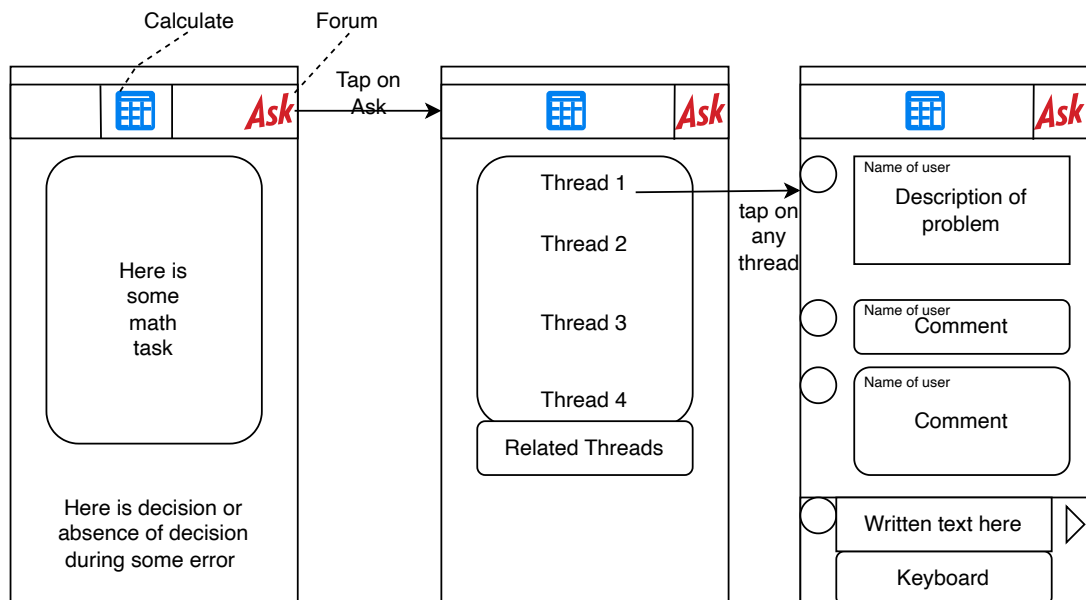 Calculate
Forum
Ask
Tap on
Ask
Here is
some
math
task
Here is decision or
absence of decision
during some error
Ask
Thread 1
Thread 2
Thread 3
Thread 4
Related Threads
tap on
any
thread
Ask
Name of user
Description of
problem
Name of user
Comment
Name of user
Comment
Written text here
Keyboard